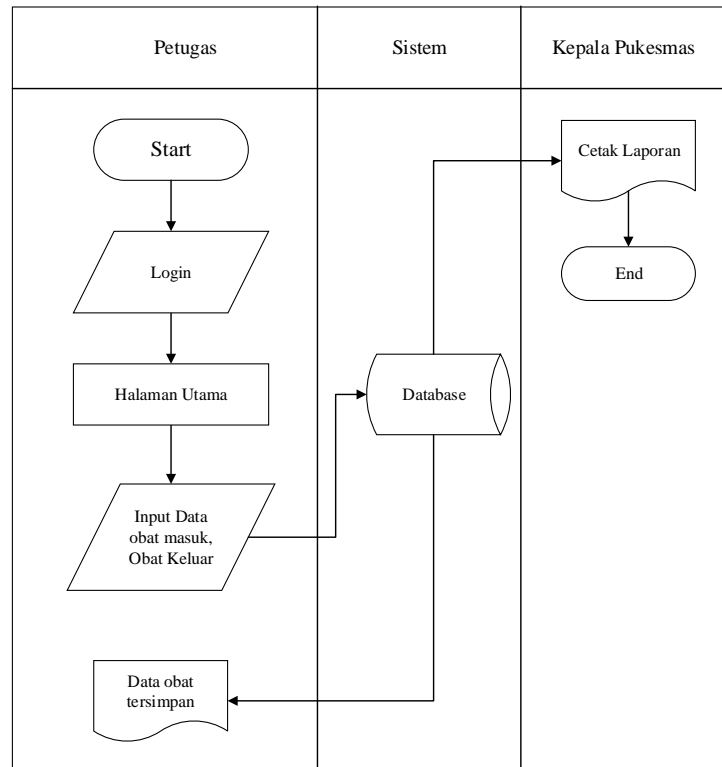 Petugas
Sistem
Kepala Pukesmas
Start
Login
Halaman Utama
Input Data
obat masuk,
Obat Keluar
Data obat
tersimpan
Database
Cetak Laporan
End